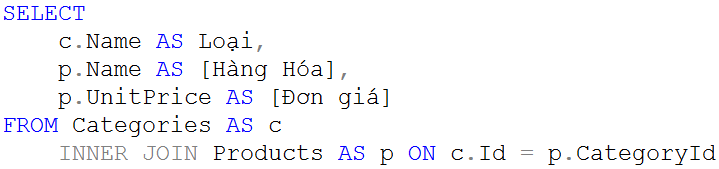 SELECT
    c.Name AS Loại,
    p.Name AS [Hàng Hóa],
    p.UnitPrice AS [Đơn giá]
FROM Categories AS c
    INNER JOIN Products AS p ON c.Id = p.CategoryId